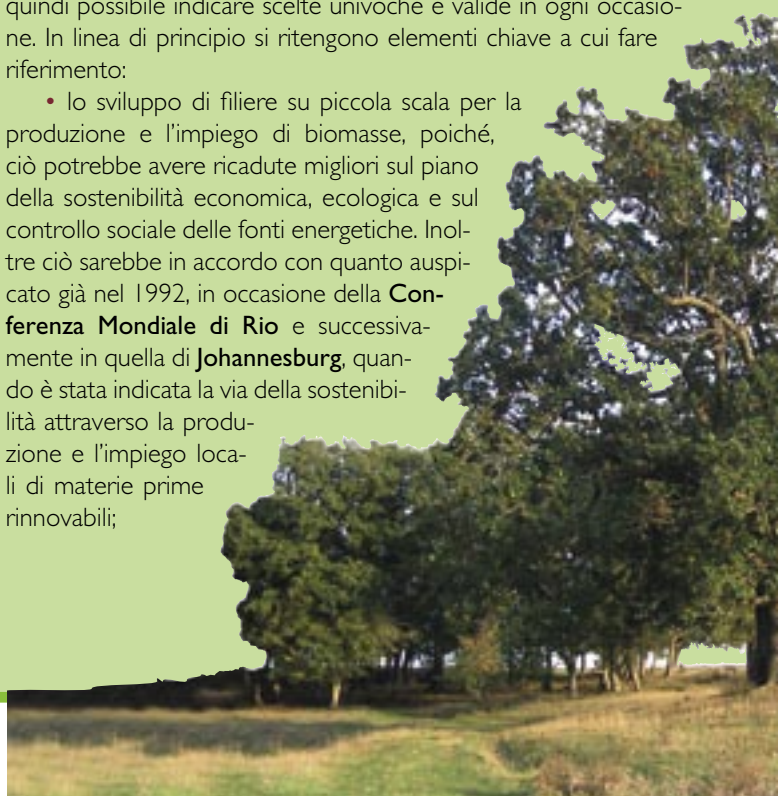 quindi possibile indicare scelte univoche e valide in ogni occasio-
ne. In linea di principio si ritengono elementi chiave a cui fare
riferimento:
• lo sviluppo di filiere su piccola scala per la
produzione e l'impiego di biomasse, poiché,
ciò potrebbe avere ricadute migliori sul piano
della sostenibilità economica, ecologica e sul
controllo sociale delle fonti energetiche. Inol-
tre ciò sarebbe in accordo con quanto auspi-
cato già nel 1992, in occasione della Con-
ferenza Mondiale di Rio e successiva-
mente in quella di Johannesburg, quan-
do è stata indicata la via della sostenibi-
lità attraverso la produ-
zione e l'impiego loca-
li di materie prime
rinnovabili;